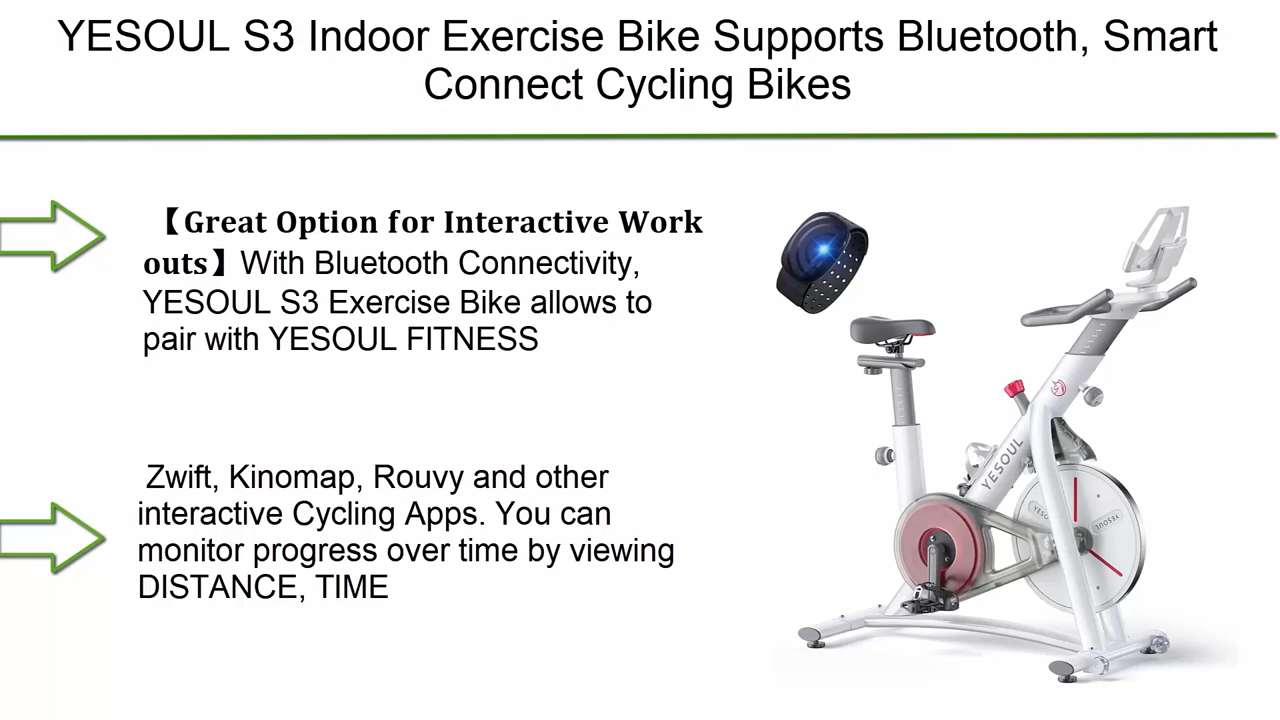 YESOUL S3 Indoor Exercise Bike Supports Bluetooth, Smart
Connect Cycling Bikes
【Great Option for Interactive Work
outs】With Bluetooth Connectivity,
YESOUL S3 Exercise Bike allows to
pair with YESOUL FITNESS
Zwift, Kinomap, Rouvy and other
interactive Cycling Apps. You can
monitor progress over time by viewing
DISTANCE, TIME
YESOUL
YESOUL